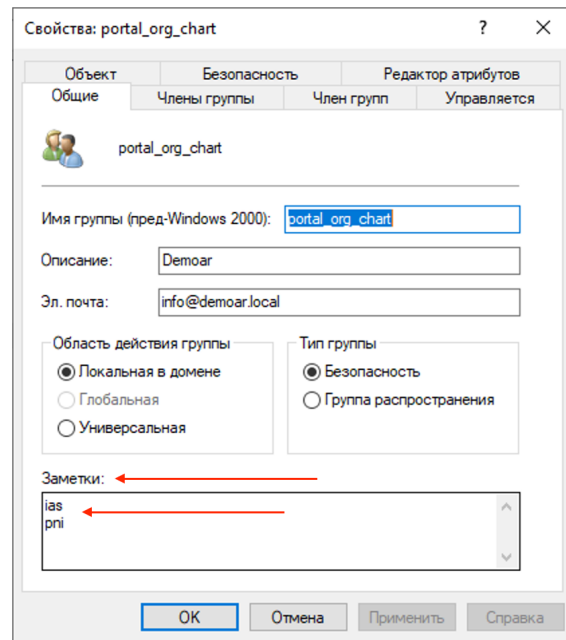 Свойства: portal_org_chart
?
Объект Безопасность Редактор атрибутов
Общие Члены группы Член групп Управляется
portal_org_chart
Имя группы (пред-Windows 2000): portal_org_chart
Описание: Demoar
Эл. почта: info@demoar.local
Область действия группы Тип группы
Локальная в домене Безопасность
Глобальная Группа распространения
Универсальная
Заметки:
ias
pni
OK Отмена Применить Справка